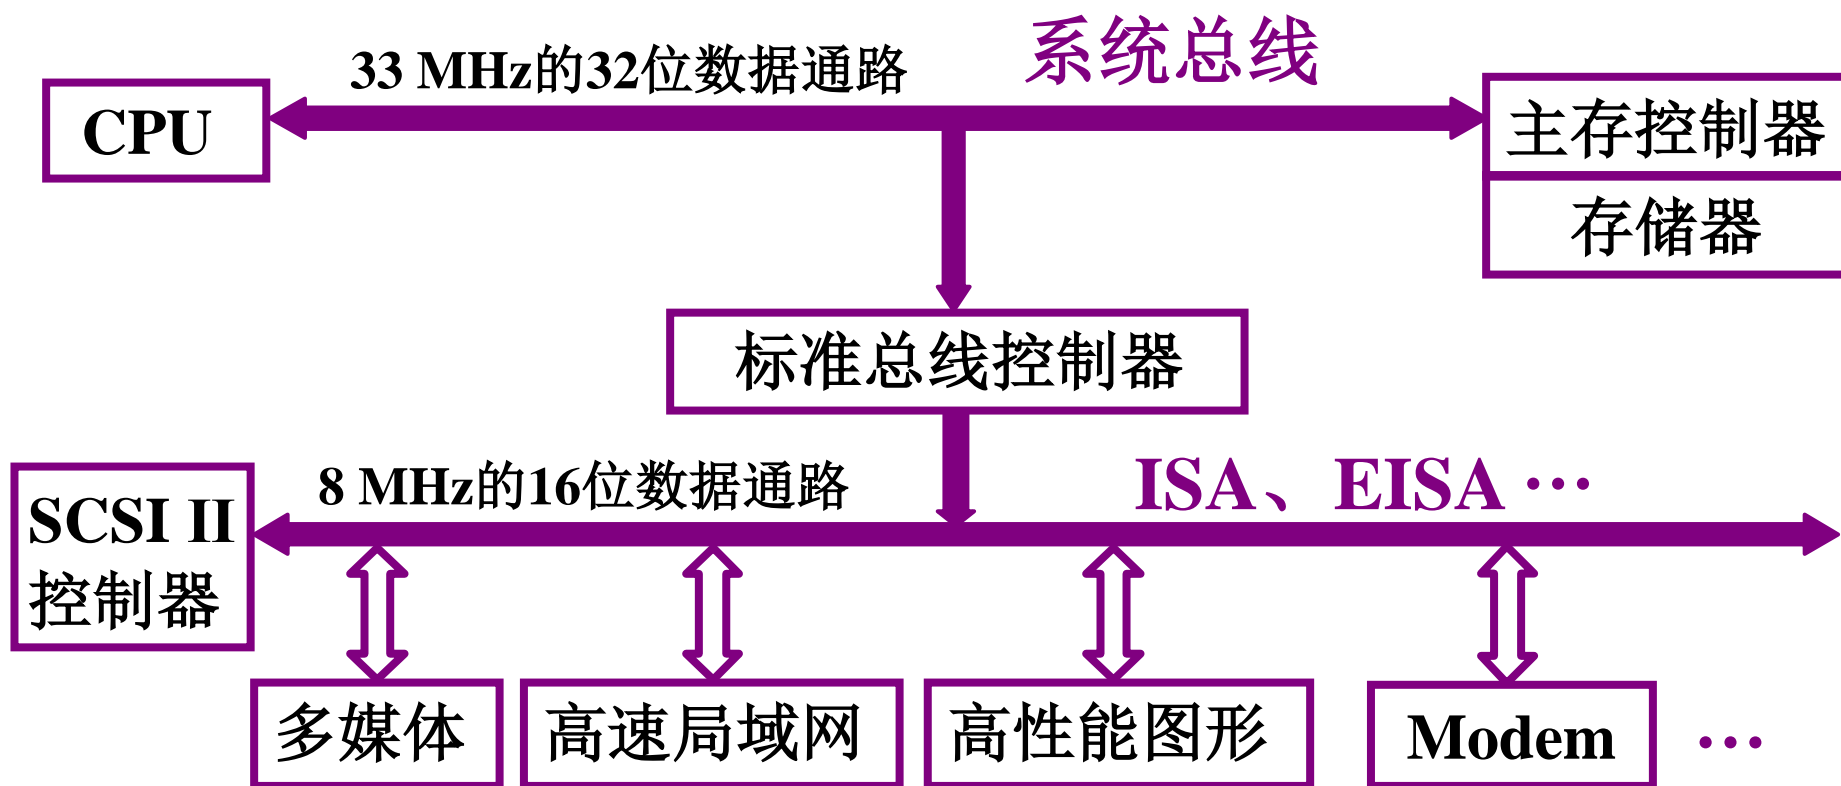 33 MHz的32位数据通路
系统总线
CPU
主存控制器
存储器
标准总线控制器
8 MHz的16位数据通路
ISA、EISA …
SCSI II
控制器
多媒体
高速局域网
高性能图形
Modem
…